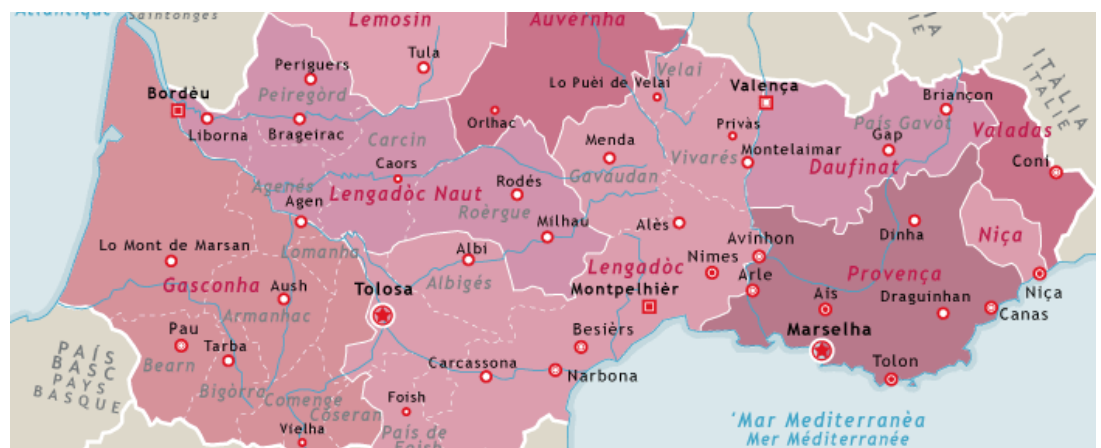 Atlantique
Saintonges
Lemosin
Auvèrnha
ITALIA
ITÀLIA
ITALIE
Periguers
Tula
Peiregòrd
Lo Puèi de Velai
Velai
Valença
Briançon
Bordèu
Liborna
Brageirac
Orlhac
Menda
Privàs
País Gavòt
Gap
Valadas
Carcin
Caors
Gavaudan
Vivarés
Montelaimar
Daufinat
Coni
Agenés
Lengadòc Naut
Rodés
Roèrgue
Agen
Milhau
Alès
Avinhon
Dinha
Niça
Lo Mont de Marsan
Lomanha
Albi
Albigés
Lengadòc
Nimes
Arle
Provença
Gasconha
Aush
Tolosa
Montpelhièr
Ais
Draguinhan
Niça
Canas
Armanhac
Pau
Tarba
Besièrs
Marselha
PAÍS
BASC
PAYS
BASQUE
Bearn
Bigòrra
Carcassona
Narbona
Tolon
Comenge
Coseran
Foish
Vielha
País de
Foish
'Mar Mediterranèa
Mer Méditerranée